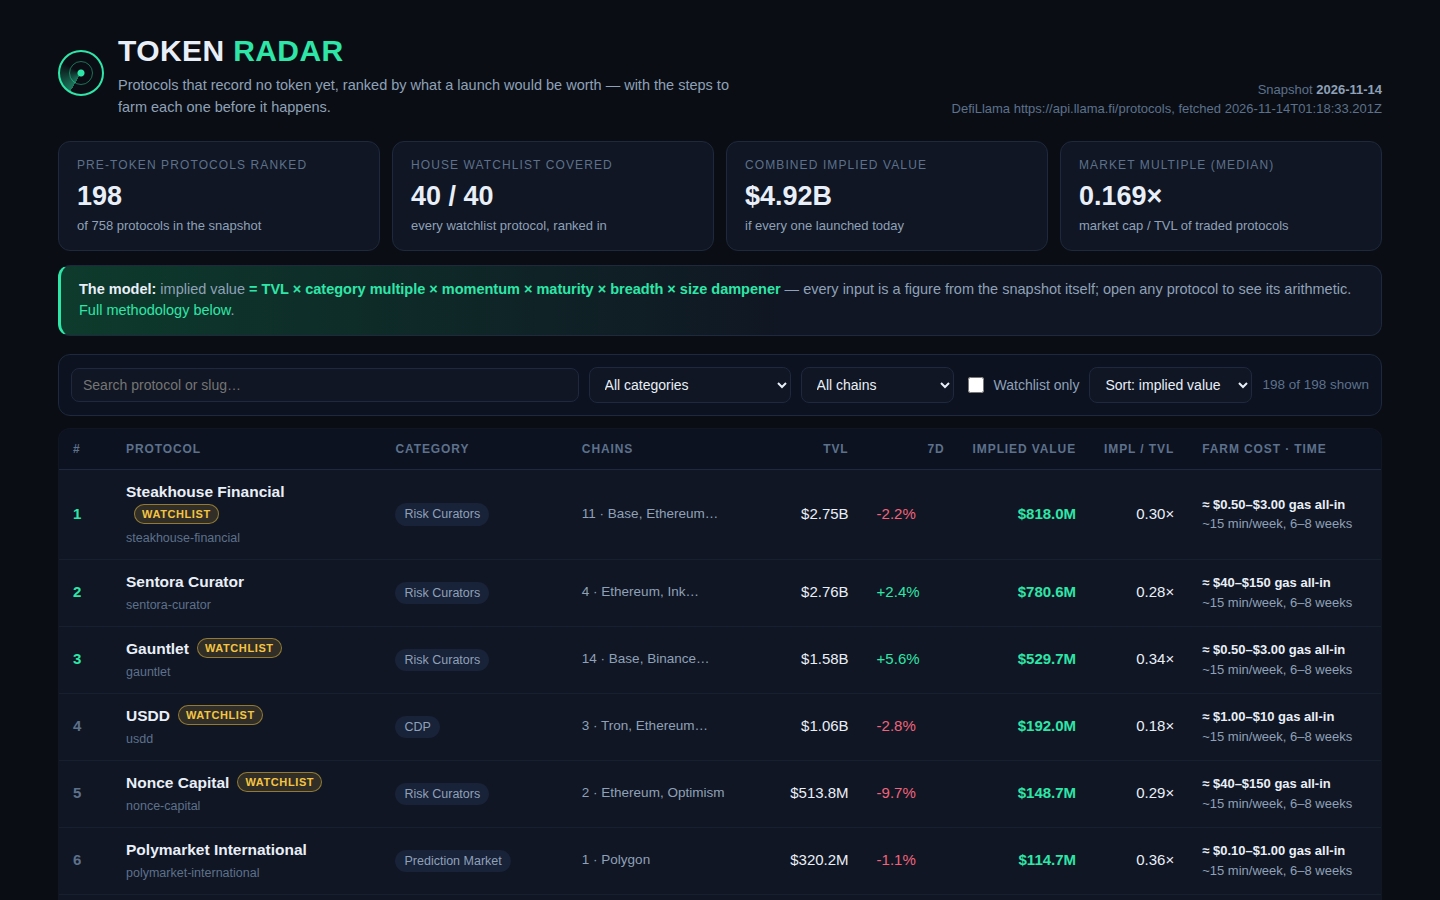 TOKEN RADAR
Protocols that record no token yet, ranked by what a launch would be worth — with the steps to
farm each one before it happens.
Snapshot 2026-11-14
DefiLlama https://api.llama.fi/protocols, fetched 2026-11-14T01:18:33.201Z
PRE-TOKEN PROTOCOLS RANKED
198
of 758 protocols in the snapshot
HOUSE WATCHLIST COVERED
40 / 40
every watchlist protocol, ranked in
COMBINED IMPLIED VALUE
$4.92B
if every one launched today
MARKET MULTIPLE (MEDIAN)
0.169×
market cap / TVL of traded protocols
The model: implied value = TVL × category multiple × momentum × maturity × breadth × size dampener — every input is a figure from the snapshot itself; open any protocol to see its arithmetic.
Full methodology below.
Search protocol or slug…
All categories
All chains
Watchlist only
Sort: implied value
198 of 198 shown
# PROTOCOL CATEGORY CHAINS TVL 7D IMPLIED VALUE IMPL / TVL FARM COST · TIME
1 Steakhouse Financial WATCHLIST Risk Curators 11 · Base, Ethereum… $2.75B -2.2% $818.0M 0.30× ≈ $0.50–$3.00 gas all-in
steakhouse-financial ~15 min/week, 6–8 weeks
2 Sentora Curator Risk Curators 4 · Ethereum, Ink… $2.76B +2.4% $780.6M 0.28× ≈ $40–$150 gas all-in
sentora-curator ~15 min/week, 6–8 weeks
3 Gauntlet WATCHLIST Risk Curators 14 · Base, Binance… $1.58B +5.6% $529.7M 0.34× ≈ $0.50–$3.00 gas all-in
gauntlet ~15 min/week, 6–8 weeks
4 USDD WATCHLIST CDP 3 · Tron, Ethereum… $1.06B -2.8% $192.0M 0.18× ≈ $1.00–$10 gas all-in
usdd ~15 min/week, 6–8 weeks
5 Nonce Capital WATCHLIST Risk Curators 2 · Ethereum, Optimism $513.8M -9.7% $148.7M 0.29× ≈ $40–$150 gas all-in
nonce-capital ~15 min/week, 6–8 weeks
6 Polymarket International Prediction Market 1 · Polygon $320.2M -1.1% $114.7M 0.36× ≈ $0.10–$1.00 gas all-in
polymarket-international ~15 min/week, 6–8 weeks